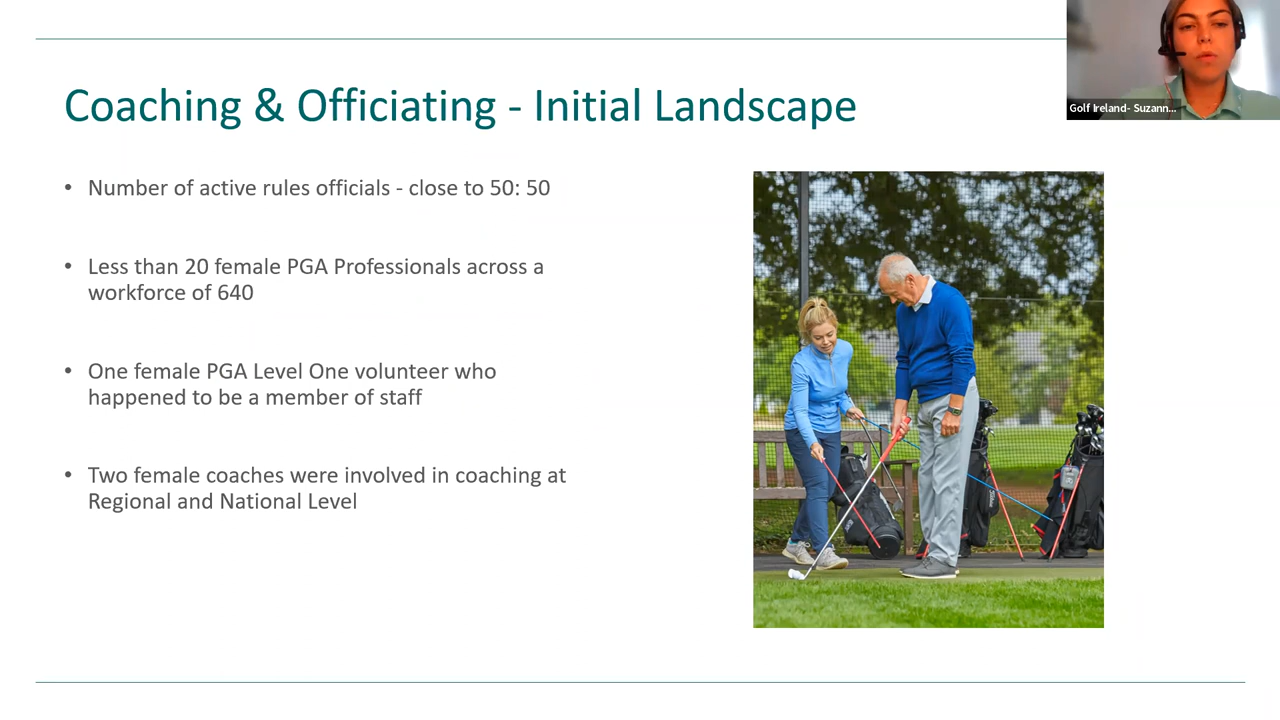 Coaching & Officiating - Initial Landscape
Golf Ireland- Suzann...
• Number of active rules officials - close to 50: 50
• Less than 20 female PGA Professionals across a
workforce of 640
• One female PGA Level One volunteer who
happened to be a member of staff
• Two female coaches were involved in coaching at
Regional and National Level